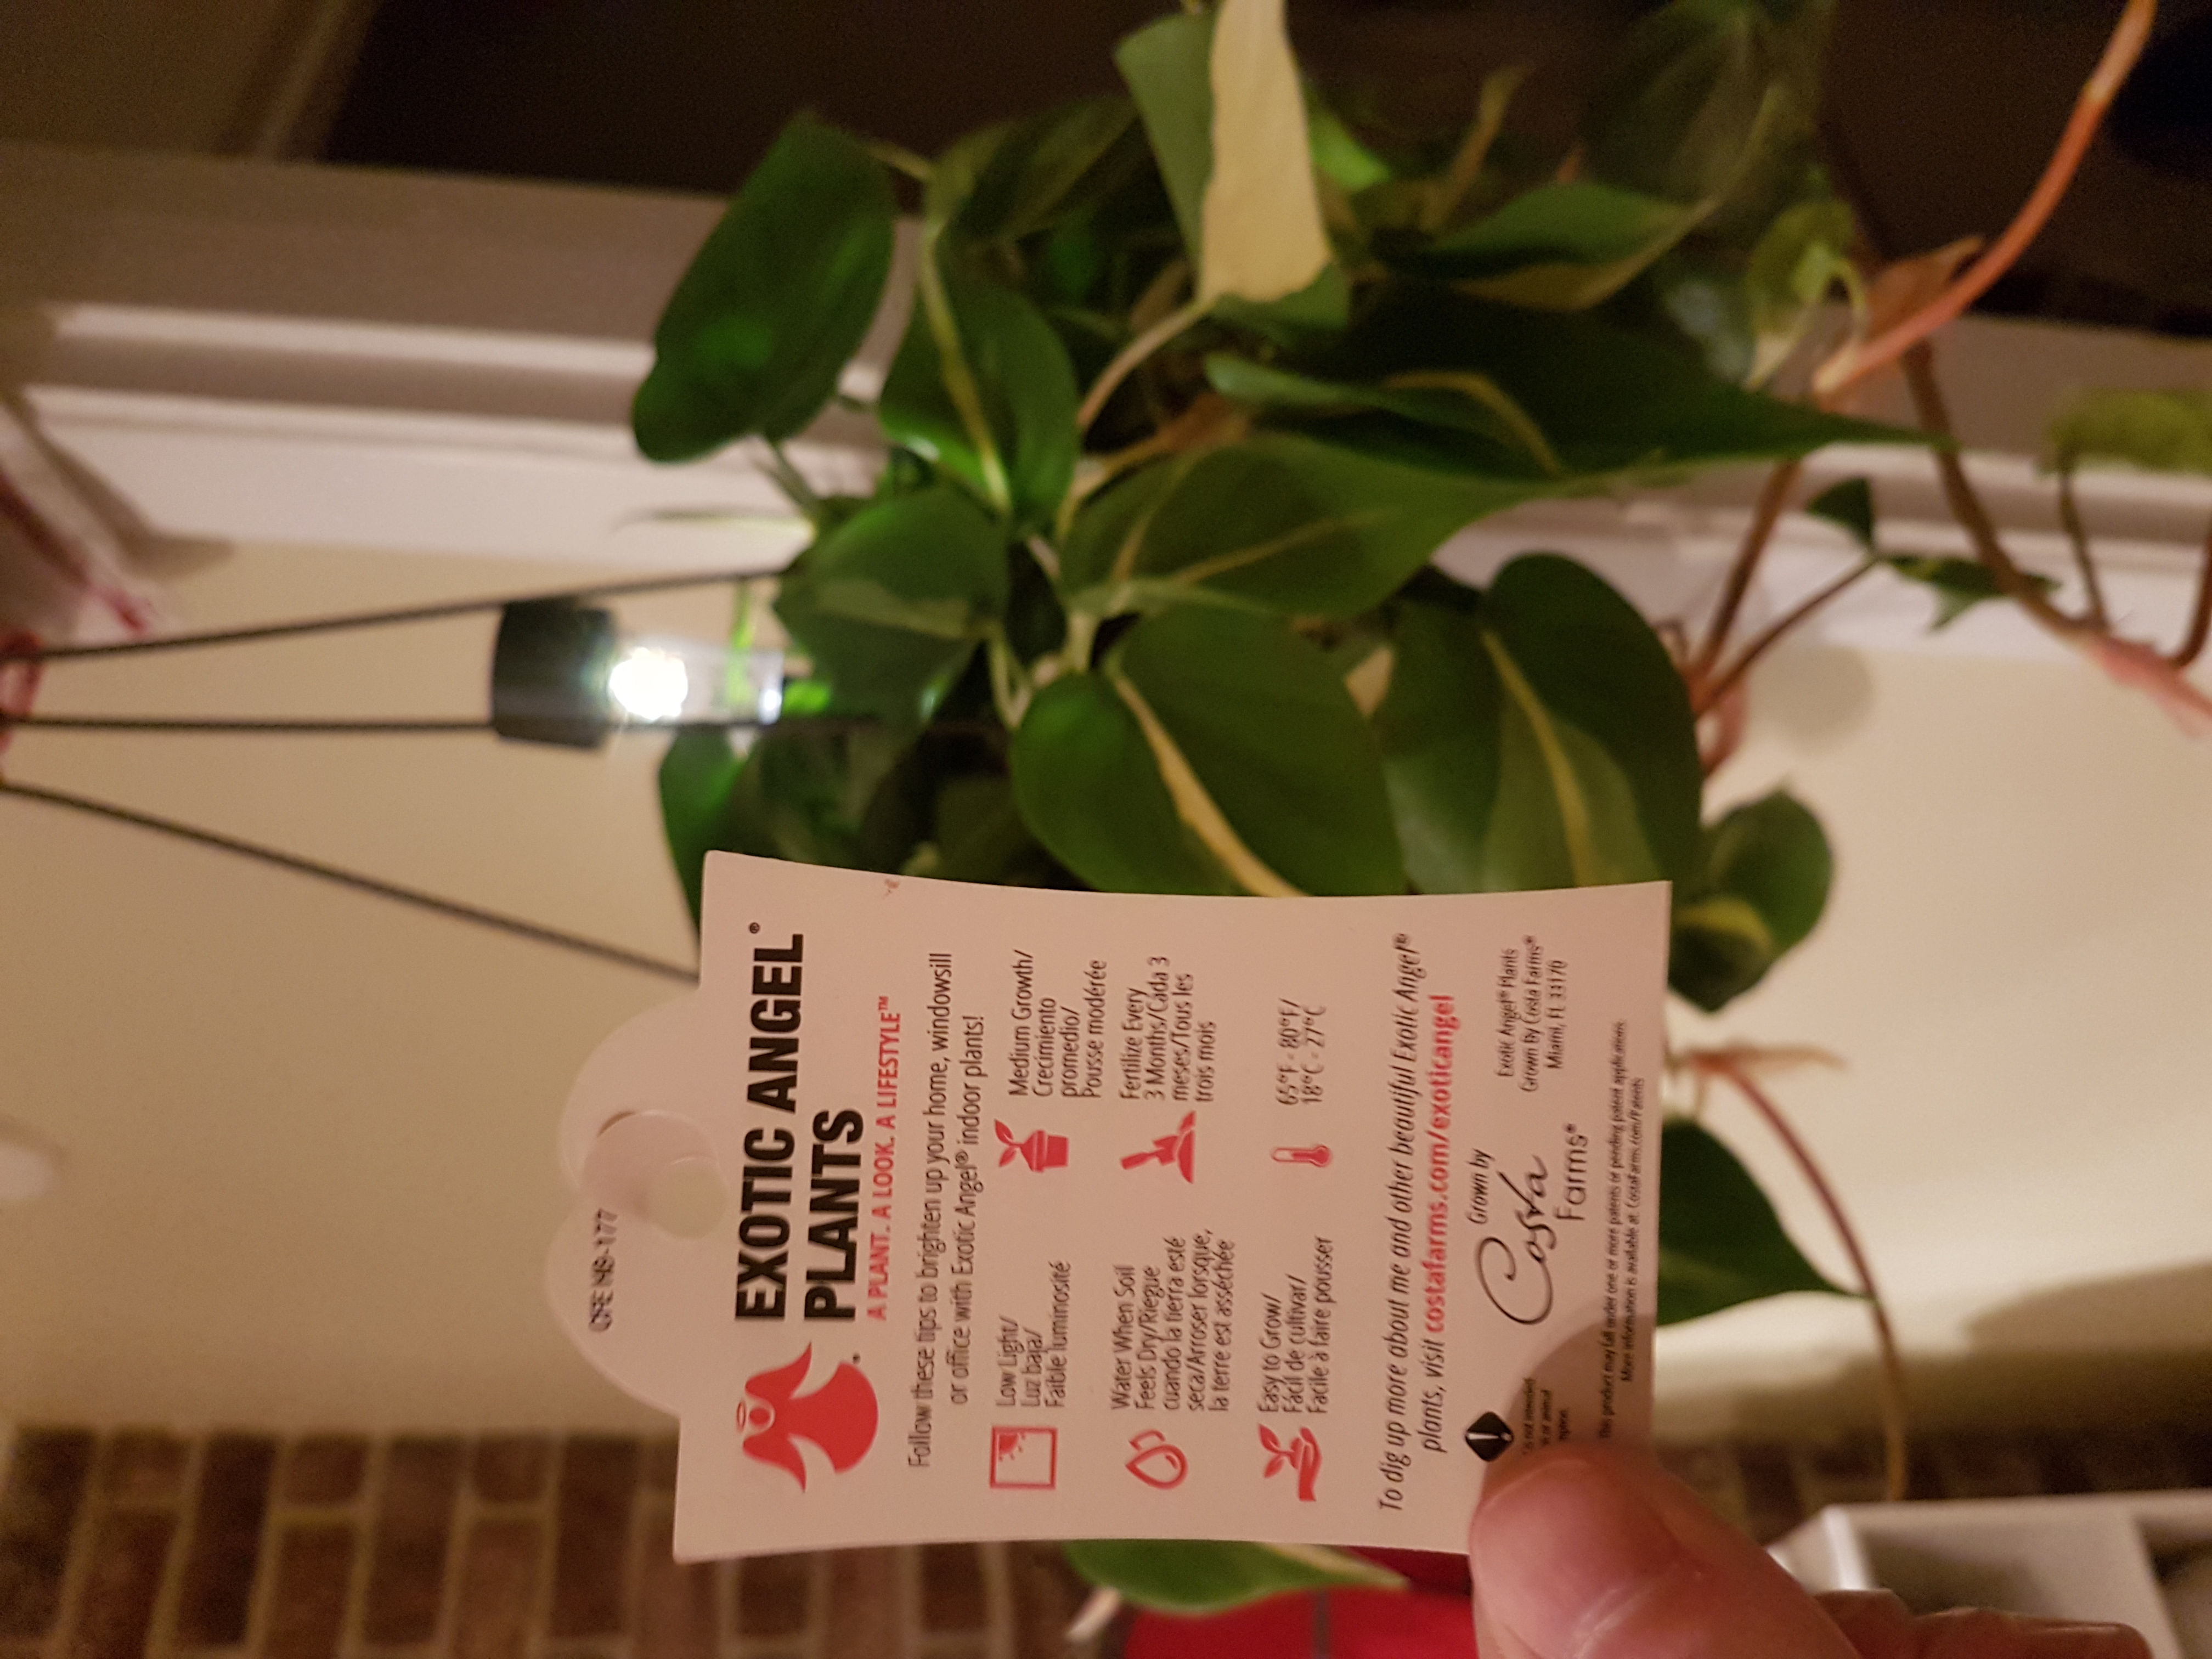 CFE H8-177
EXOTIC ANGEL®
PLANTS
A PLANT. A LOOK. A LIFESTYLE™
Follow these tips to brighten up your home, windowsill
or office with Exotic Angel® indoor plants!
Low Light/
Luz baja/
Faible luminosité
Medium Growth/
Crecimiento
promedio/
Pousse modérée
Water When Soil
Feels Dry/Riegue
cuando la tierra esté
seca/Arroser lorsque,
la terre est asséchée
Fertilize Every
3 Months/Cada 3
meses/Tous les
trois mois
Easy to Grow/
Fácil de cultivar/
Facile à faire pousser
65°F - 80°F/
18°C - 27°C
To dig up more about me and other beautiful Exotic Angel®
plants, visit costafarms.com/exoticangel
is not intended
or animal
Grown by
Costa
Farms®
Exotic Angel® Plants
Grown By Costa Farms®
Miami, FL 33170
This product may fall under one or more patents or pending patent applications.
More information is available at: CostaFarms.com/Patents